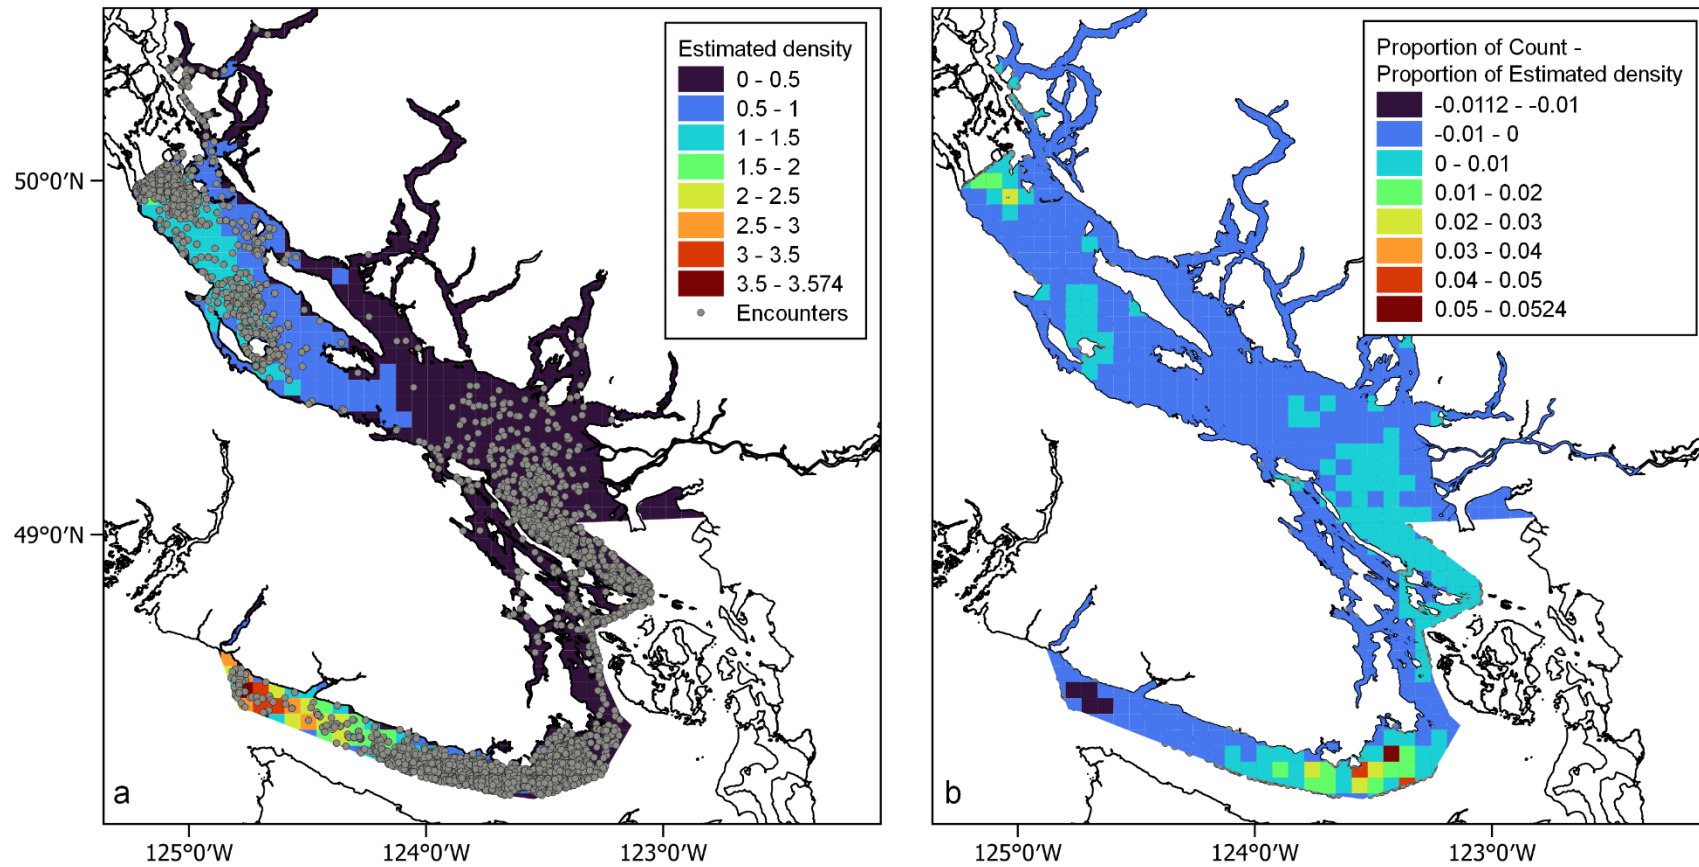 Estimated density
0 - 0.5
0.5 - 1
1 - 1.5
1.5 - 2
2 - 2.5
2.5 - 3
3 - 3.5
3.5 - 3.574
Encounters
50°0′N
49°0′N
a
125°0′W
124°0′W
123°0′W
Proportion of Count -
Proportion of Estimated density
-0.0112 - -0.01
-0.01 - 0
0 - 0.01
0.01 - 0.02
0.02 - 0.03
0.03 - 0.04
0.04 - 0.05
0.05 - 0.0524
b
125°0′W
124°0′W
123°0′W